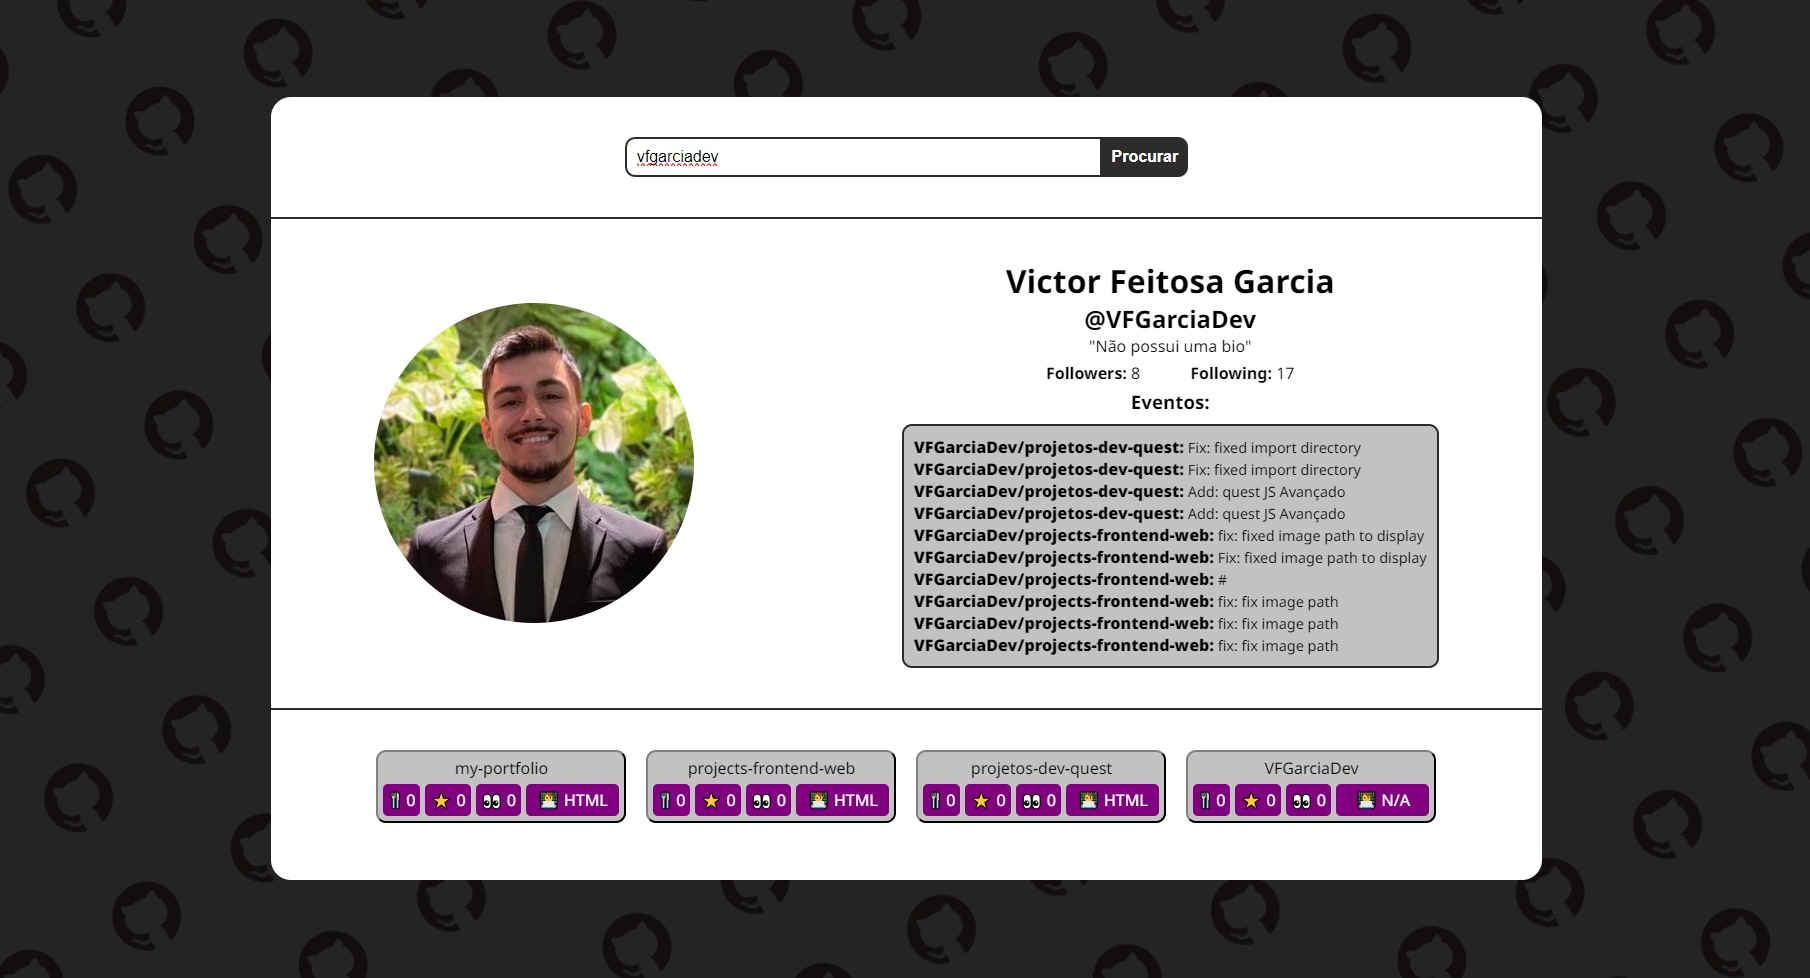 vfgarciadev Procurar
Victor Feitosa Garcia
@VFGarciaDev
"Não possui uma bio"
Followers: 8 Following: 17
Eventos:
VFGarciaDev/projetos-dev-quest: Fix: fixed import directory
VFGarciaDev/projetos-dev-quest: Fix: fixed import directory
VFGarciaDev/projetos-dev-quest: Add: quest JS Avançado
VFGarciaDev/projetos-dev-quest: Add: quest JS Avançado
VFGarciaDev/projects-frontend-web: fix: fixed image path to display
VFGarciaDev/projects-frontend-web: Fix: fixed image path to display
VFGarciaDev/projects-frontend-web: #
VFGarciaDev/projects-frontend-web: fix: fix image path
VFGarciaDev/projects-frontend-web: fix: fix image path
VFGarciaDev/projects-frontend-web: fix: fix image path
my-portfolio
🍴 0 ⭐ 0 👀 0 👨‍💻 HTML
projects-frontend-web
🍴 0 ⭐ 0 👀 0 👨‍💻 HTML
projetos-dev-quest
🍴 0 ⭐ 0 👀 0 👨‍💻 HTML
VFGarciaDev
🍴 0 ⭐ 0 👀 0 👨‍💻 N/A